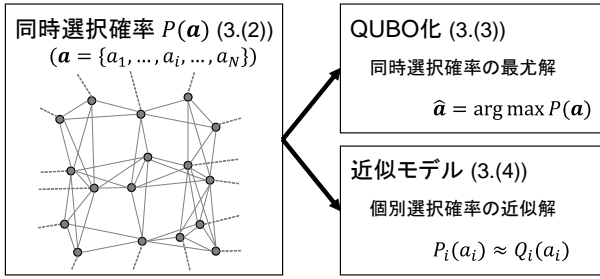 同時選択確率 P(a) (3.(2))
(a = {a₁, … , aᵢ, … , a_N})
QUBO化 (3.(3))
同時選択確率の最尤解
â = arg max P(a)
近似モデル (3.(4))
個別選択確率の近似解
Pᵢ(aᵢ) ≈ Qᵢ(aᵢ)